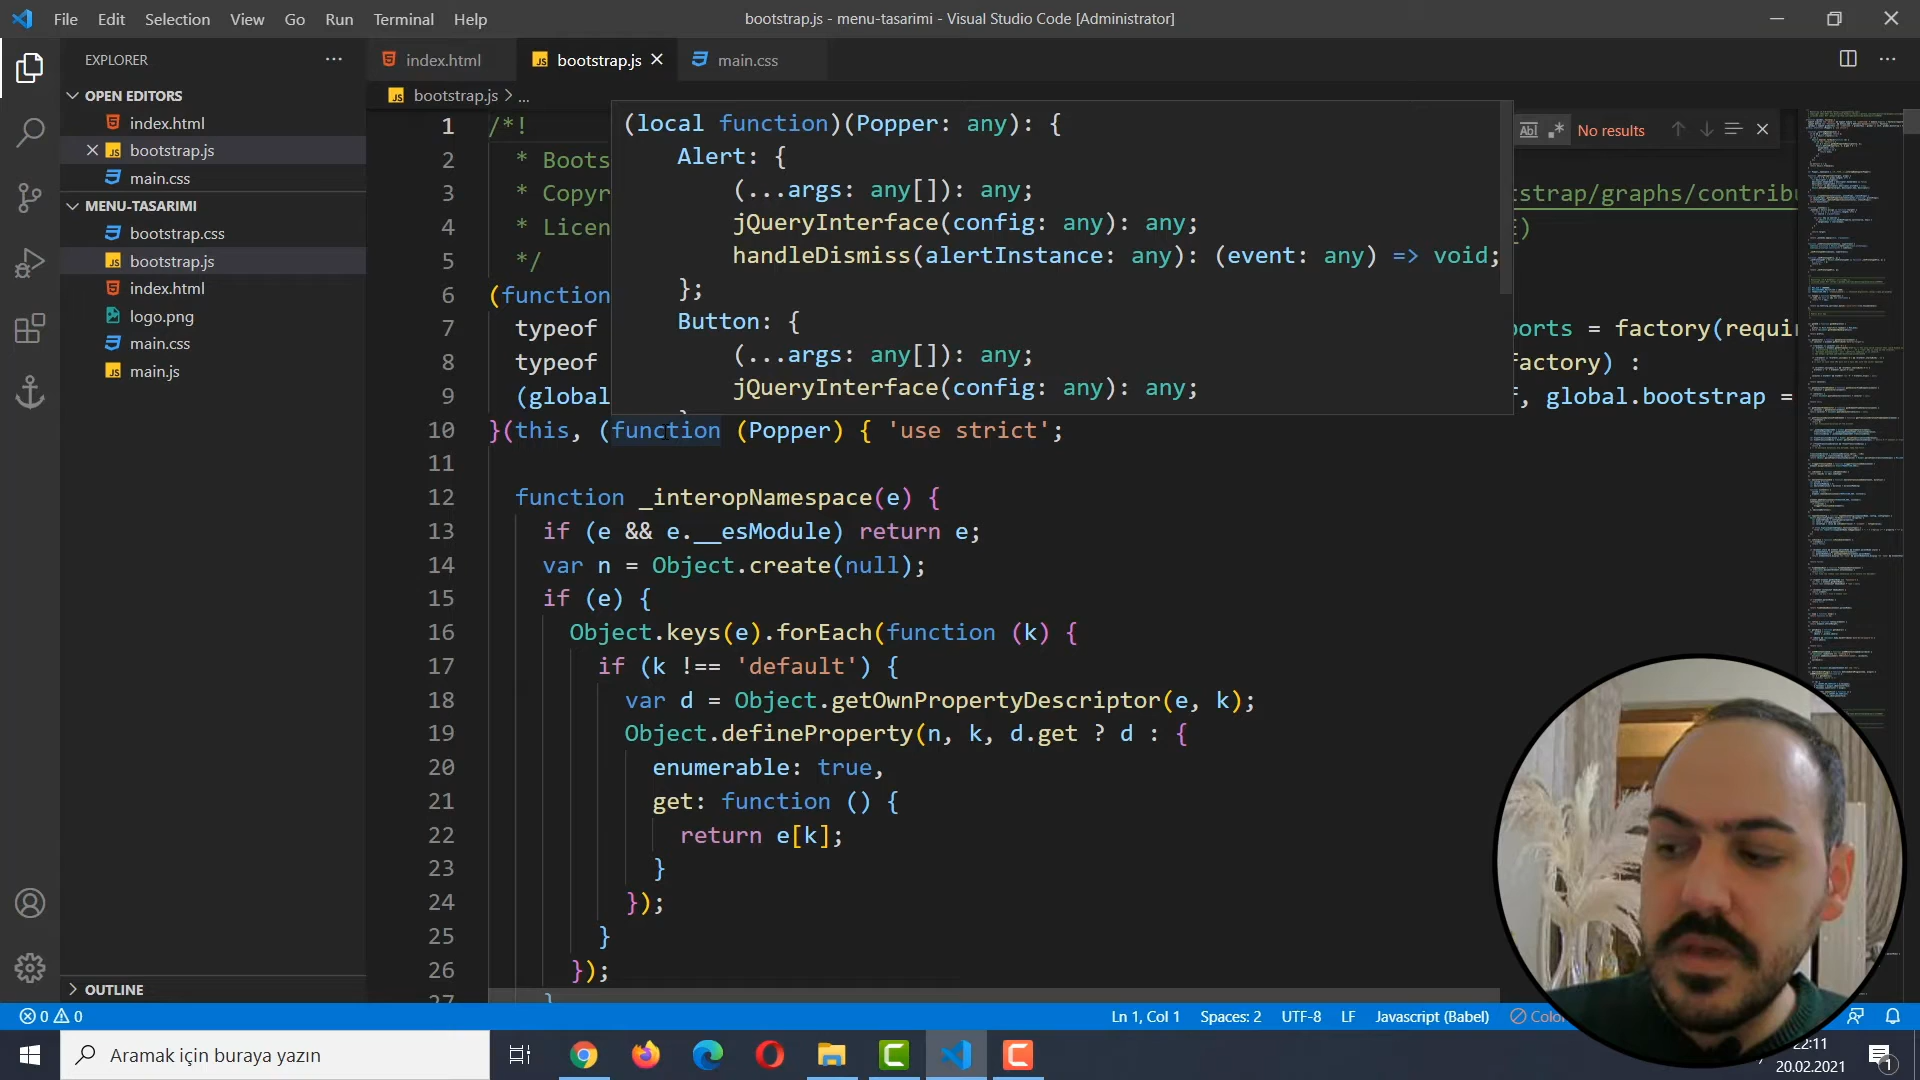 File Edit Selection View Go Run Terminal Help
bootstrap.js - menu-tasarimi - Visual Studio Code [Administrator]
EXPLORER
OPEN EDITORS
index.html
bootstrap.js
main.css
MENU-TASARIMI
bootstrap.css
bootstrap.js
index.html
logo.png
main.css
main.js
OUTLINE
index.html
bootstrap.js
main.css
bootstrap.js > ...
No results
(local function)(Popper: any): {
Alert: {
(...args: any[]): any;
jQueryInterface(config: any): any;
handleDismiss(alertInstance: any): (event: any) => void;
};
Button: {
(...args: any[]): any;
jQueryInterface(config: any): any;
1 /*!
2 * Boots
3 * Copyr
tstrap/graphs/contribu
4 * Licen
5 */
6 (function
7 typeof
ports = factory(requir
8 typeof
factory) :
9 (global
f, global.bootstrap =
10 }(this, (function (Popper) { 'use strict';
11
12 function _interopNamespace(e) {
13 if (e && e.__esModule) return e;
14 var n = Object.create(null);
15 if (e) {
16 Object.keys(e).forEach(function (k) {
17 if (k !== 'default') {
18 var d = Object.getOwnPropertyDescriptor(e, k);
19 Object.defineProperty(n, k, d.get ? d : {
20 enumerable: true,
21 get: function () {
22 return e[k];
23 }
24 });
25 }
26 });
27 }
0 0
Ln 1, Col 1 Spaces: 2 UTF-8 LF Javascript (Babel)
Aramak için buraya yazın
22:11
20.02.2021
1